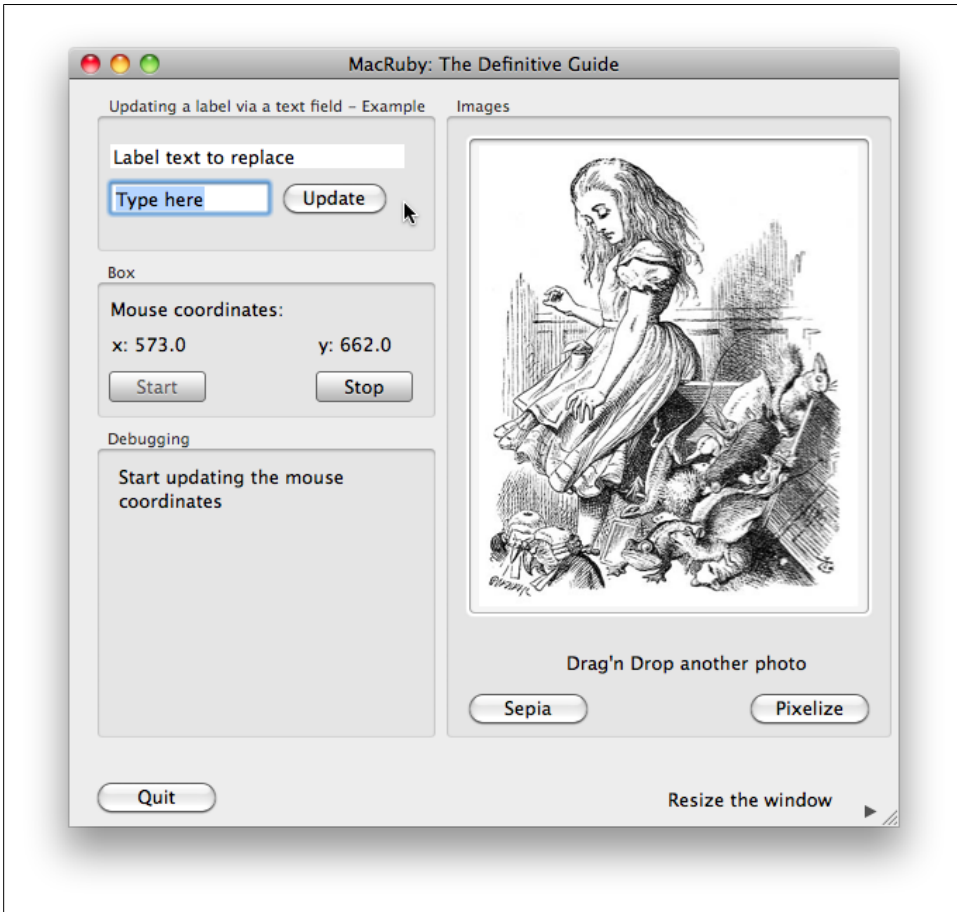 MacRuby: The Definitive Guide
Updating a label via a text field – Example
Label text to replace
Type here
Update
Box
Mouse coordinates:
x: 573.0 y: 662.0
Start Stop
Debugging
Start updating the mouse
coordinates
Images
Drag'n Drop another photo
Sepia Pixelize
Quit
Resize the window